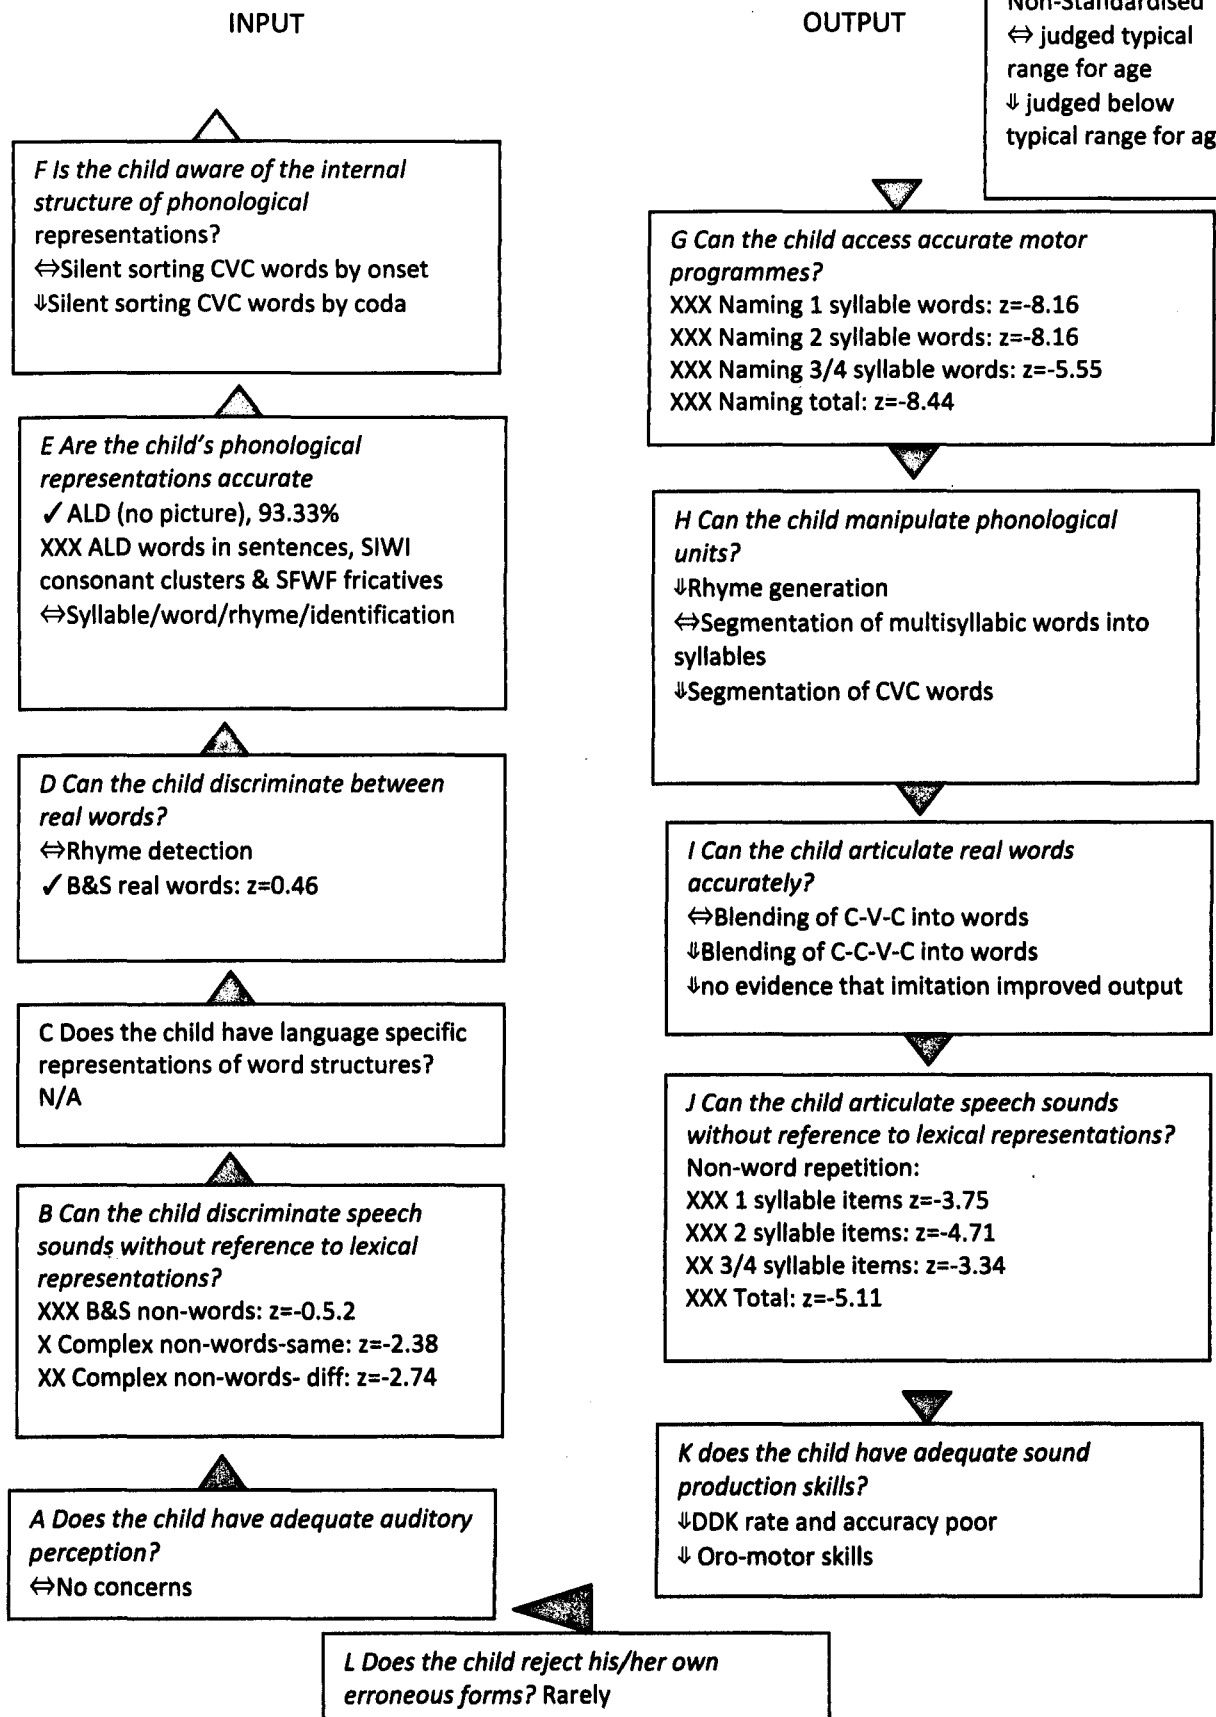 INPUT
OUTPUT
Non-Standardised
⇔ judged typical
range for age
⇓ judged below
typical range for ag
F Is the child aware of the internal
structure of phonological
representations?
⇔Silent sorting CVC words by onset
⇓Silent sorting CVC words by coda
E Are the child's phonological
representations accurate
✓ ALD (no picture), 93.33%
XXX ALD words in sentences, SIWI
consonant clusters & SFWF fricatives
⇔Syllable/word/rhyme/identification
D Can the child discriminate between
real words?
⇔Rhyme detection
✓ B&S real words: z=0.46
C Does the child have language specific
representations of word structures?
N/A
B Can the child discriminate speech
sounds without reference to lexical
representations?
XXX B&S non-words: z=-0.5.2
X Complex non-words-same: z=-2.38
XX Complex non-words- diff: z=-2.74
A Does the child have adequate auditory
perception?
⇔No concerns
G Can the child access accurate motor
programmes?
XXX Naming 1 syllable words: z=-8.16
XXX Naming 2 syllable words: z=-8.16
XXX Naming 3/4 syllable words: z=-5.55
XXX Naming total: z=-8.44
H Can the child manipulate phonological
units?
⇓Rhyme generation
⇔Segmentation of multisyllabic words into
syllables
⇓Segmentation of CVC words
I Can the child articulate real words
accurately?
⇔Blending of C-V-C into words
⇓Blending of C-C-V-C into words
⇓no evidence that imitation improved output
J Can the child articulate speech sounds
without reference to lexical representations?
Non-word repetition:
XXX 1 syllable items z=-3.75
XXX 2 syllable items: z=-4.71
XX 3/4 syllable items: z=-3.34
XXX Total: z=-5.11
K does the child have adequate sound
production skills?
⇓DDK rate and accuracy poor
⇓ Oro-motor skills
L Does the child reject his/her own
erroneous forms? Rarely